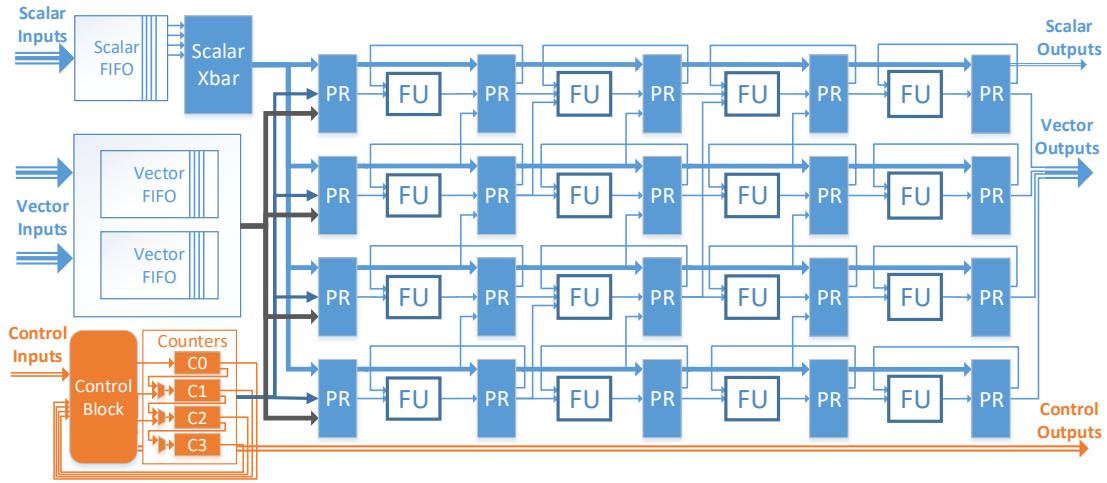 Scalar
Inputs
Scalar
FIFO
Scalar
Xbar
Scalar
Outputs
PR FU PR FU PR FU PR FU PR
Vector
Outputs
Vector
FIFO
Vector
Inputs
Vector
FIFO
PR FU PR FU PR FU PR FU PR
PR FU PR FU PR FU PR FU PR
Control
Inputs
Control
Block
Counters
C0
C1
C2
C3
PR FU PR FU PR FU PR FU PR
Control
Outputs